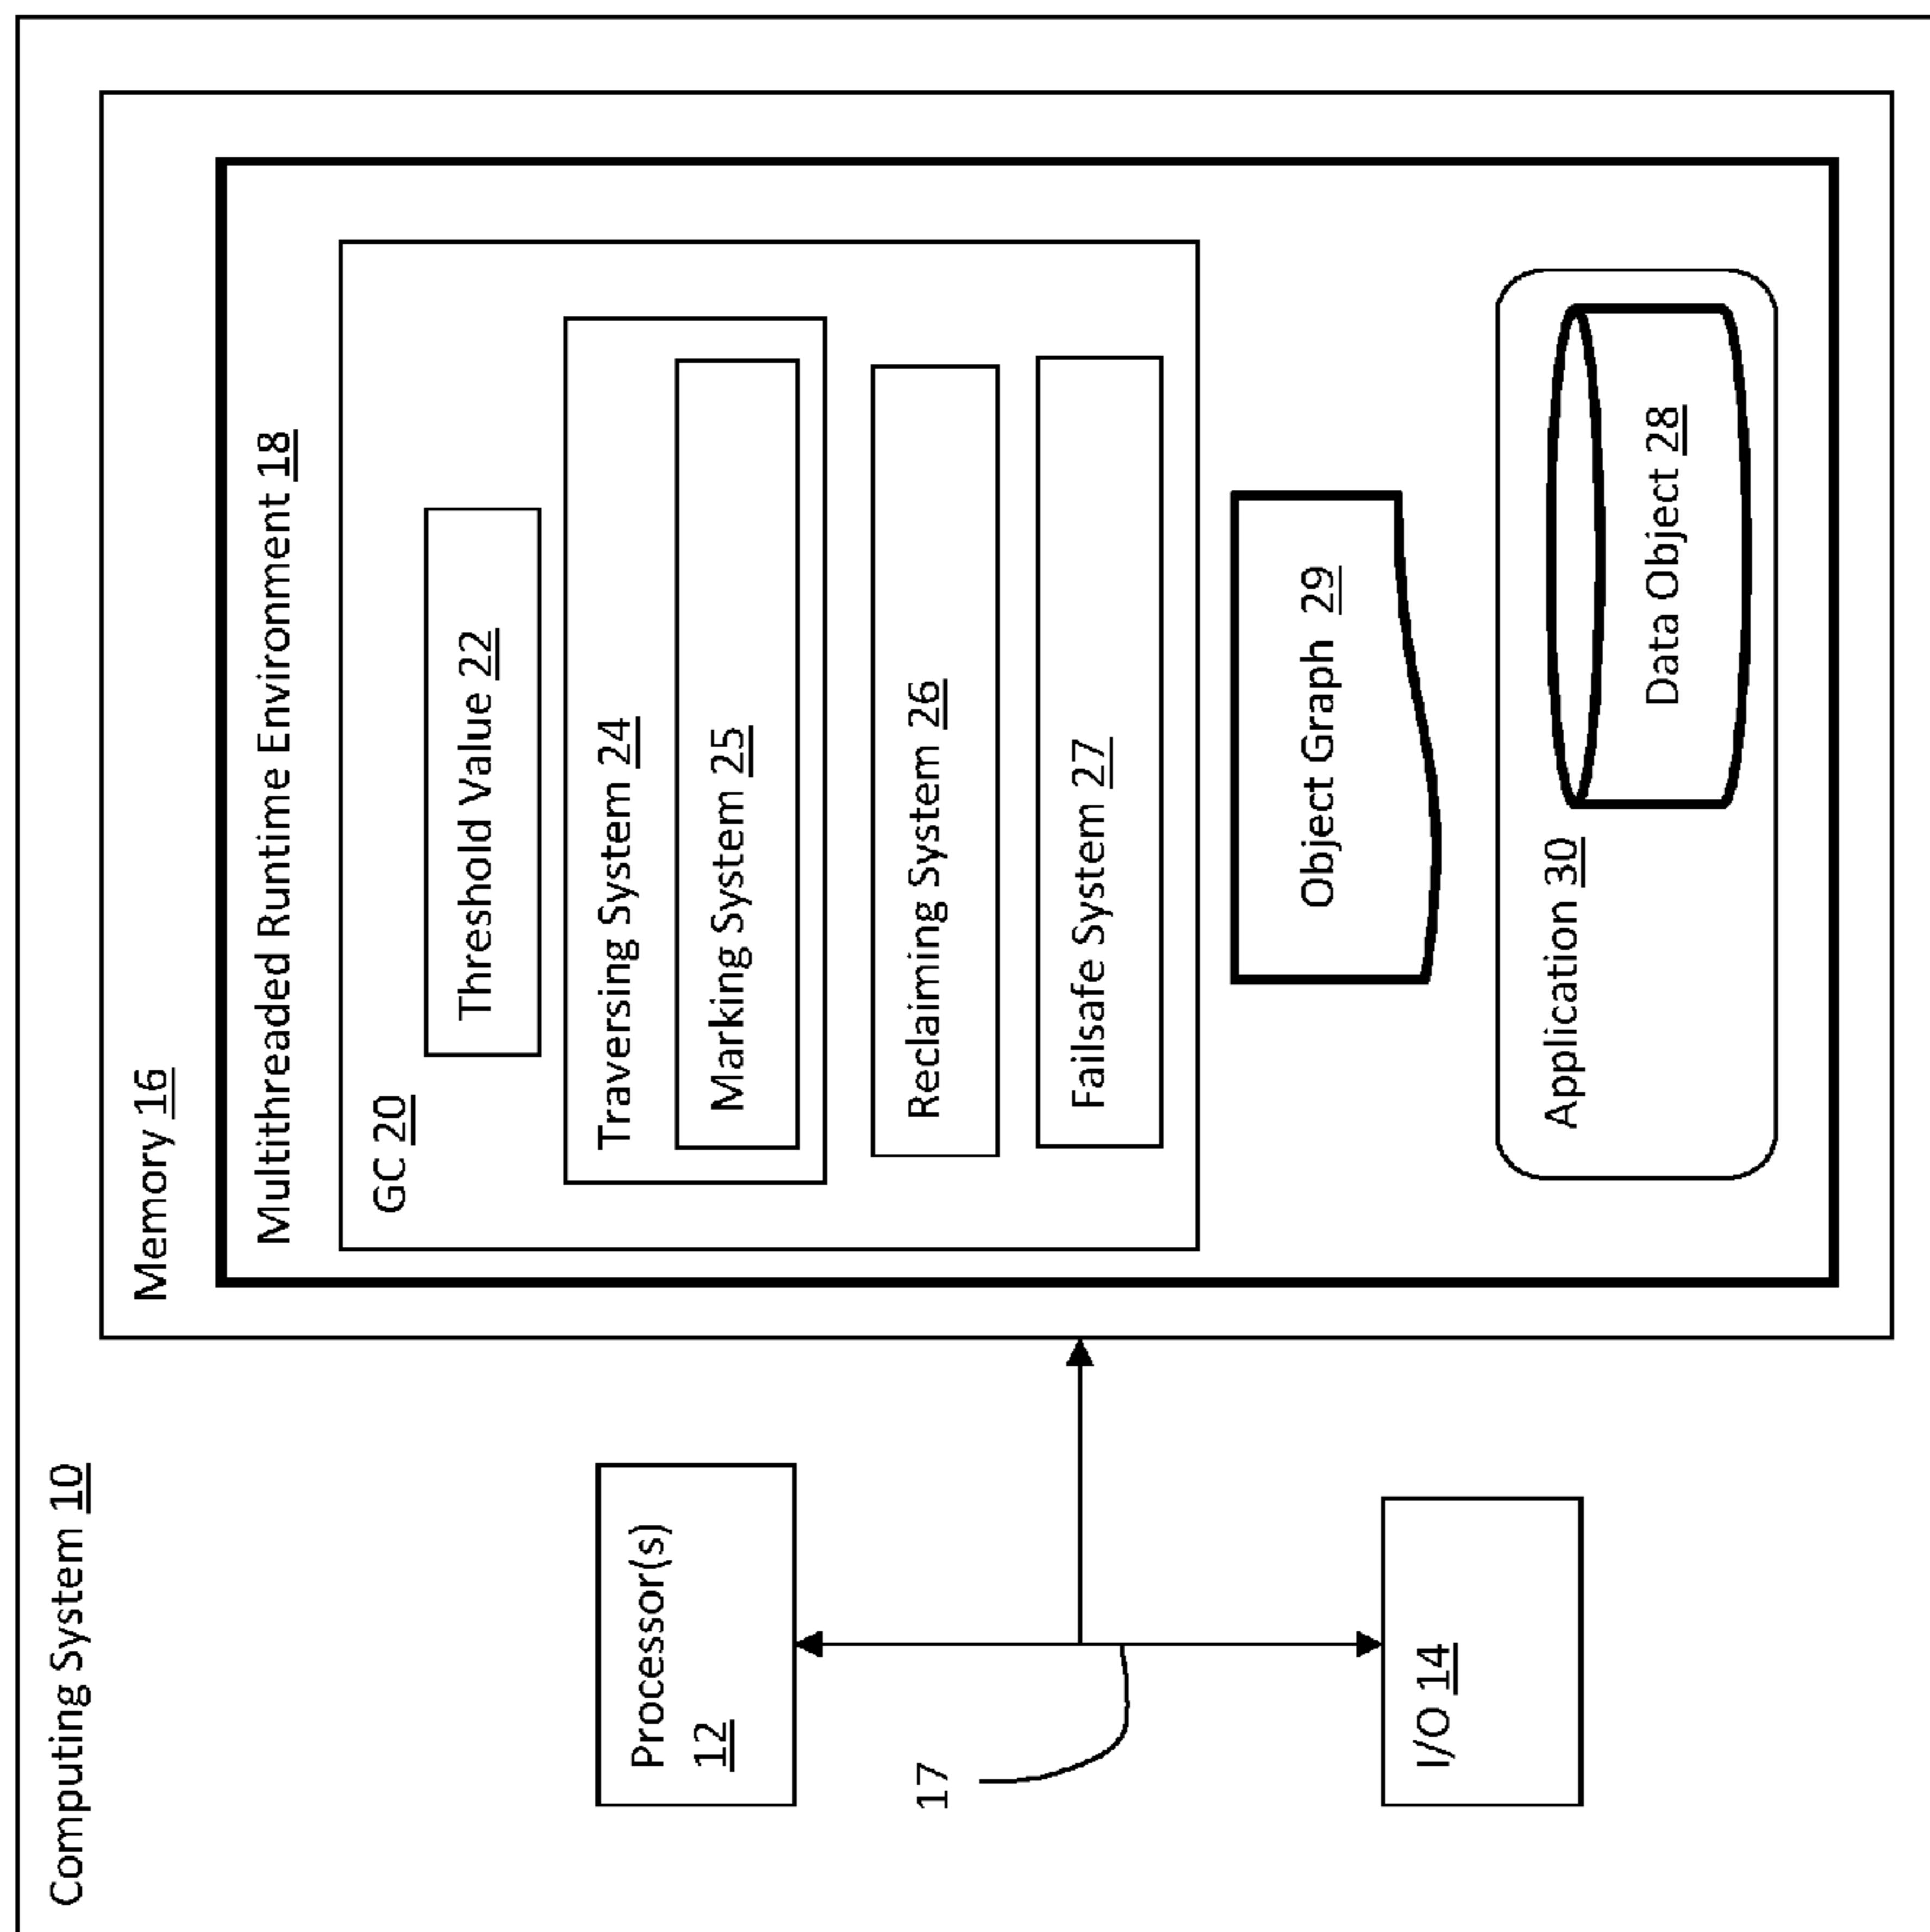 Computing System 10
Processor(s)
12
17
I/O 14
Memory 16
Multithreaded Runtime Environment 18
GC 20
Threshold Value 22
Traversing System 24
Marking System 25
Reclaiming System 26
Failsafe System 27
Object Graph 29
Application 30
Data Object 28